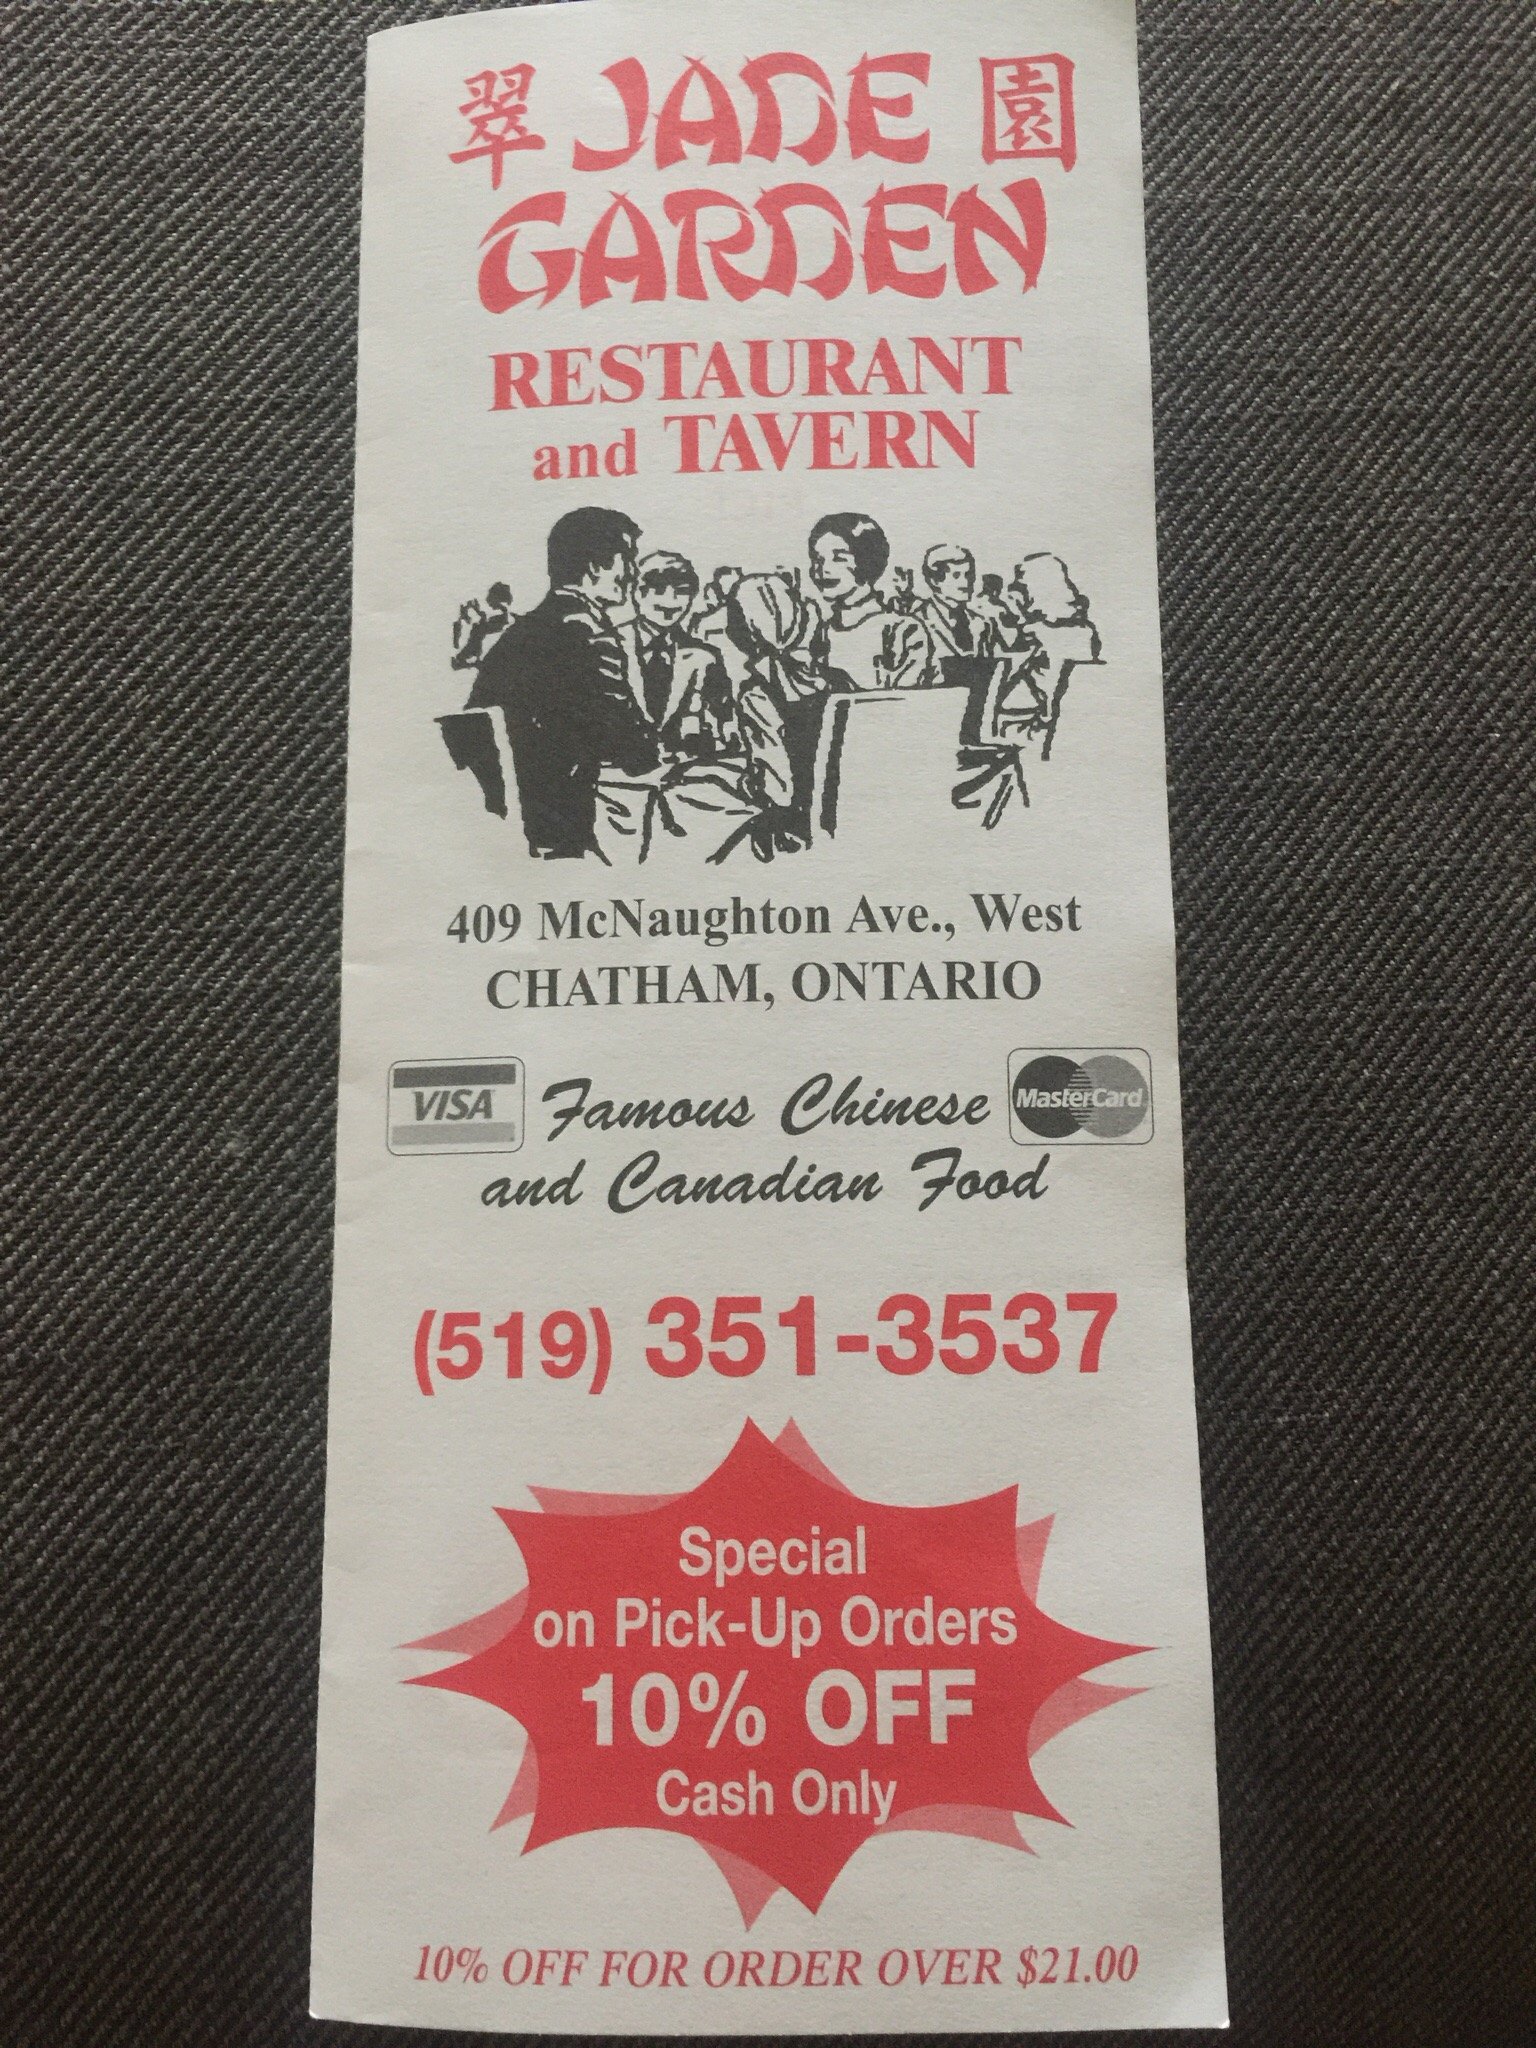 翠 JADE 園
GARDEN
RESTAURANT
and TAVERN
409 McNaughton Ave., West
CHATHAM, ONTARIO
VISA Famous Chinese MasterCard
and Canadian Food
(519) 351-3537
Special
on Pick-Up Orders
10% OFF
Cash Only
10% OFF FOR ORDER OVER $21.00